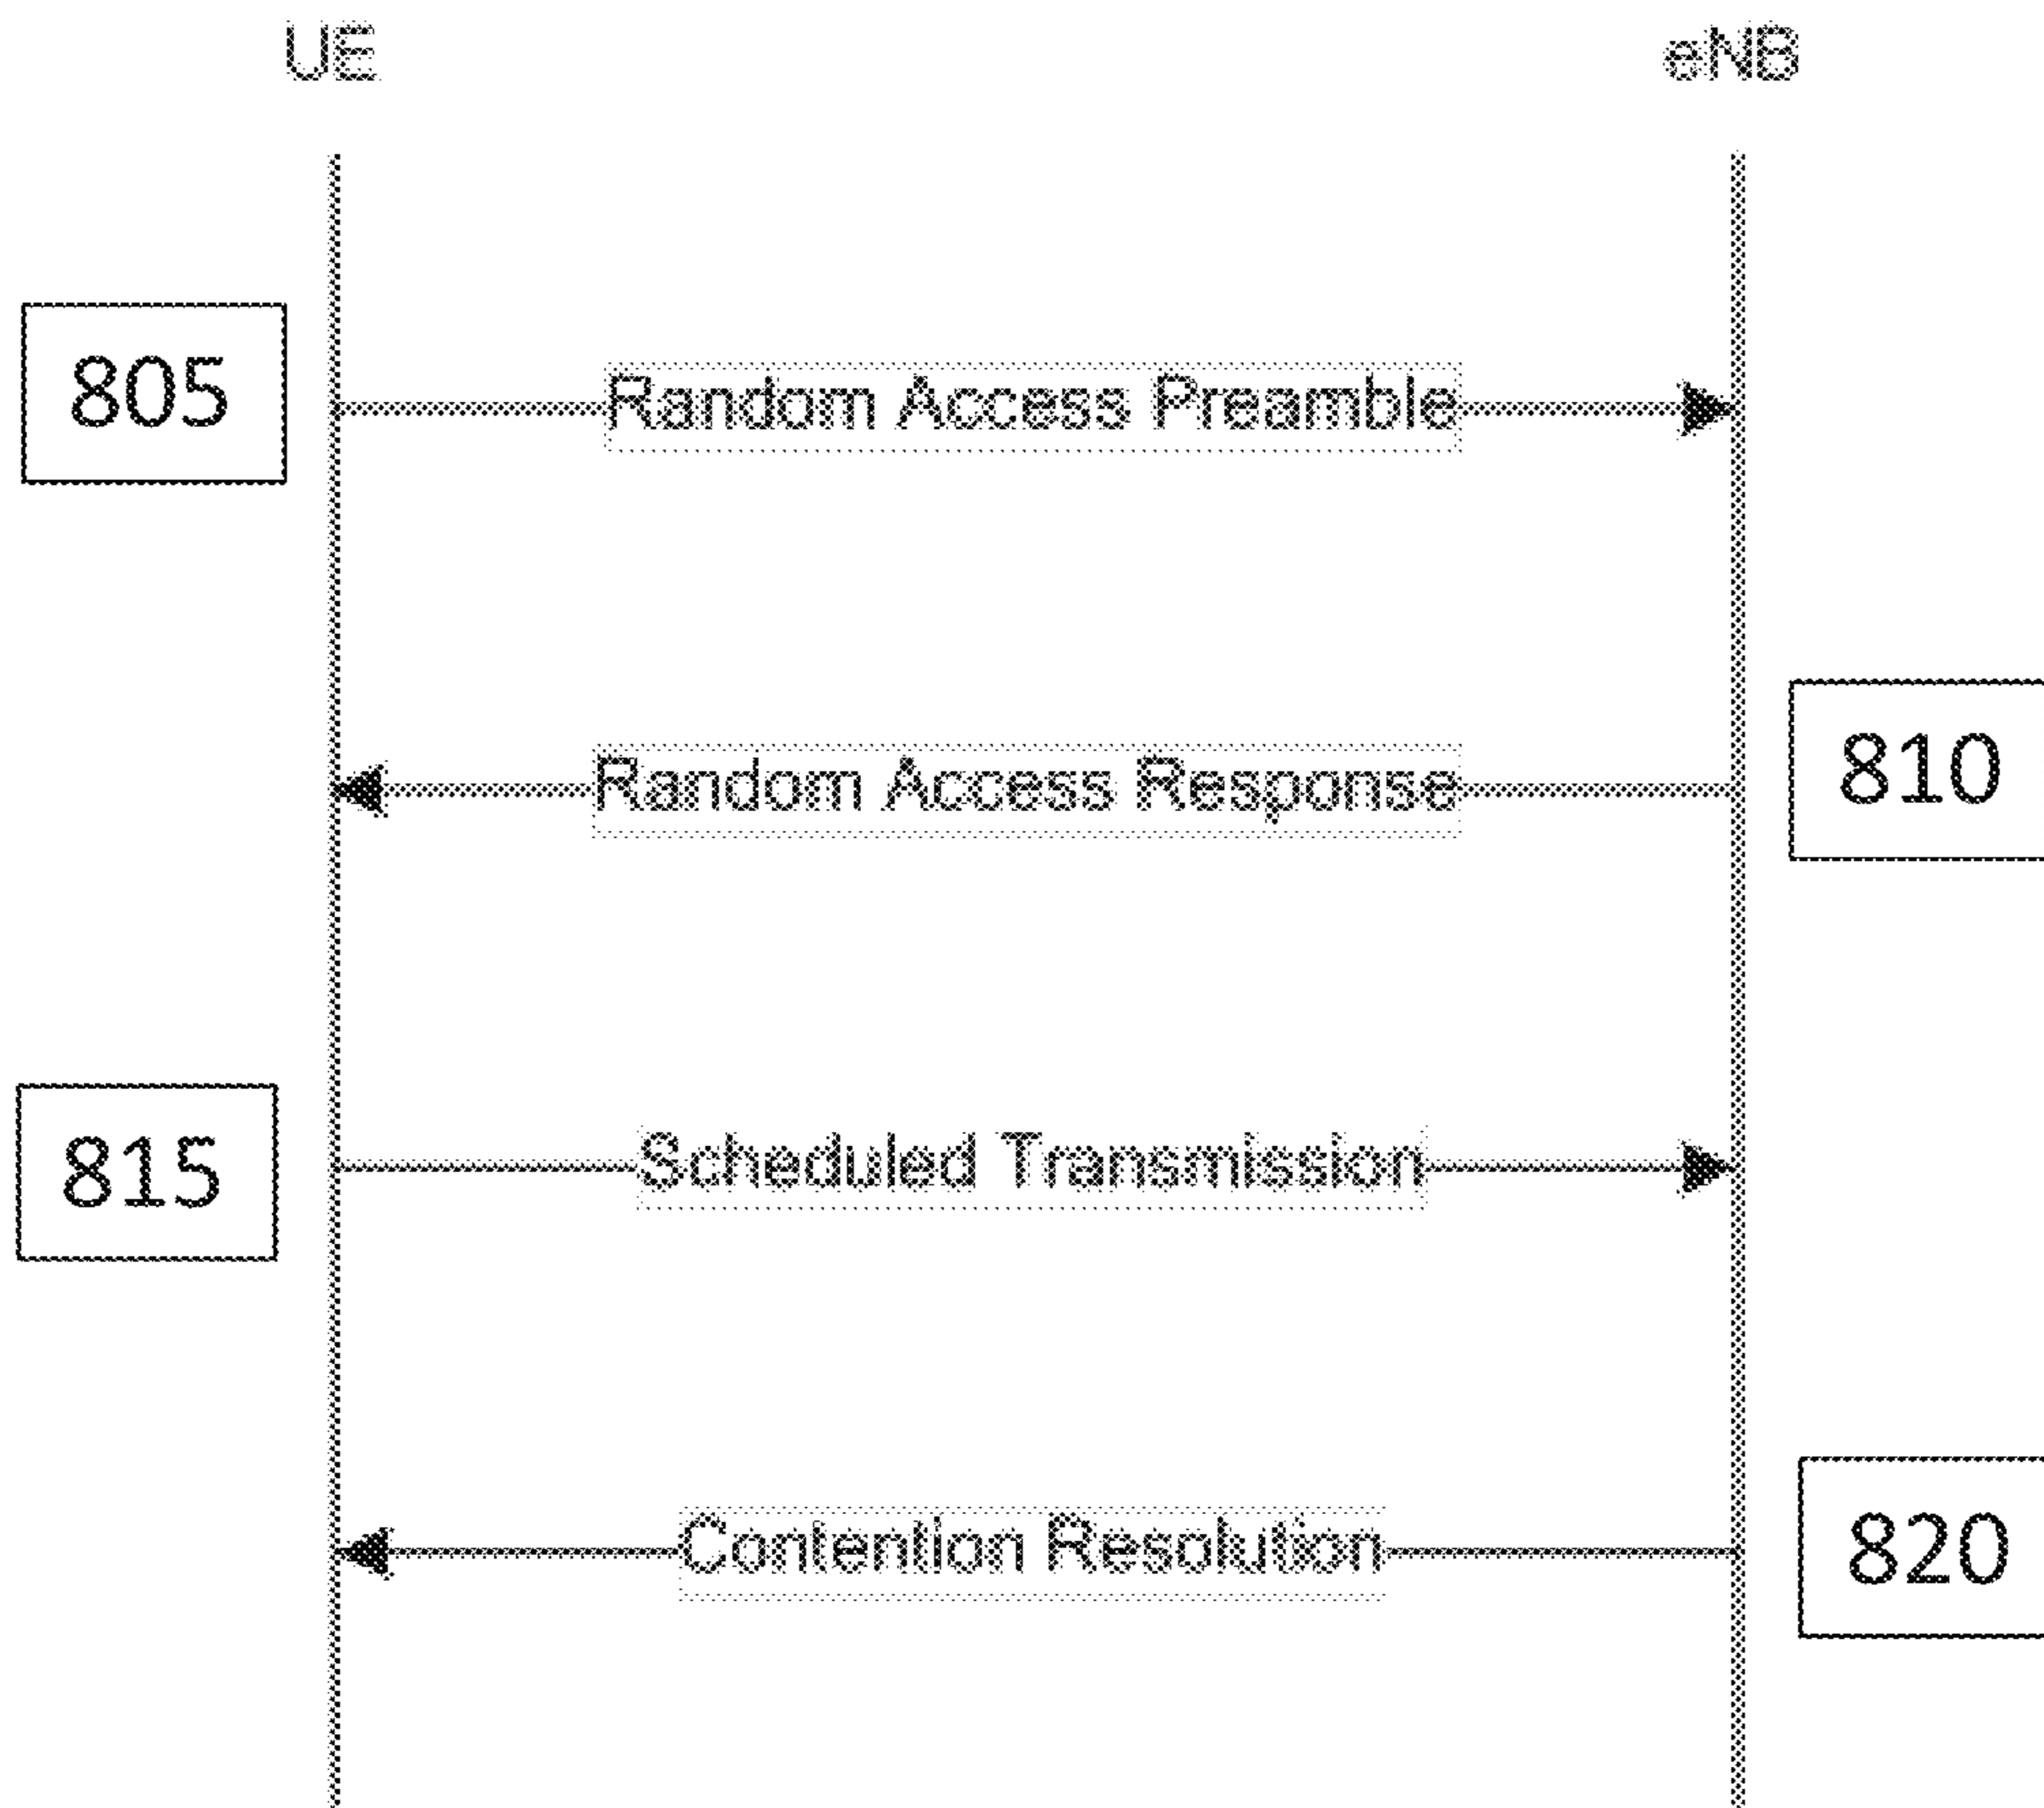 UE
eNB
805
Random Access Preamble
Random Access Response
810
815
Scheduled Transmission
Contention Resolution
820